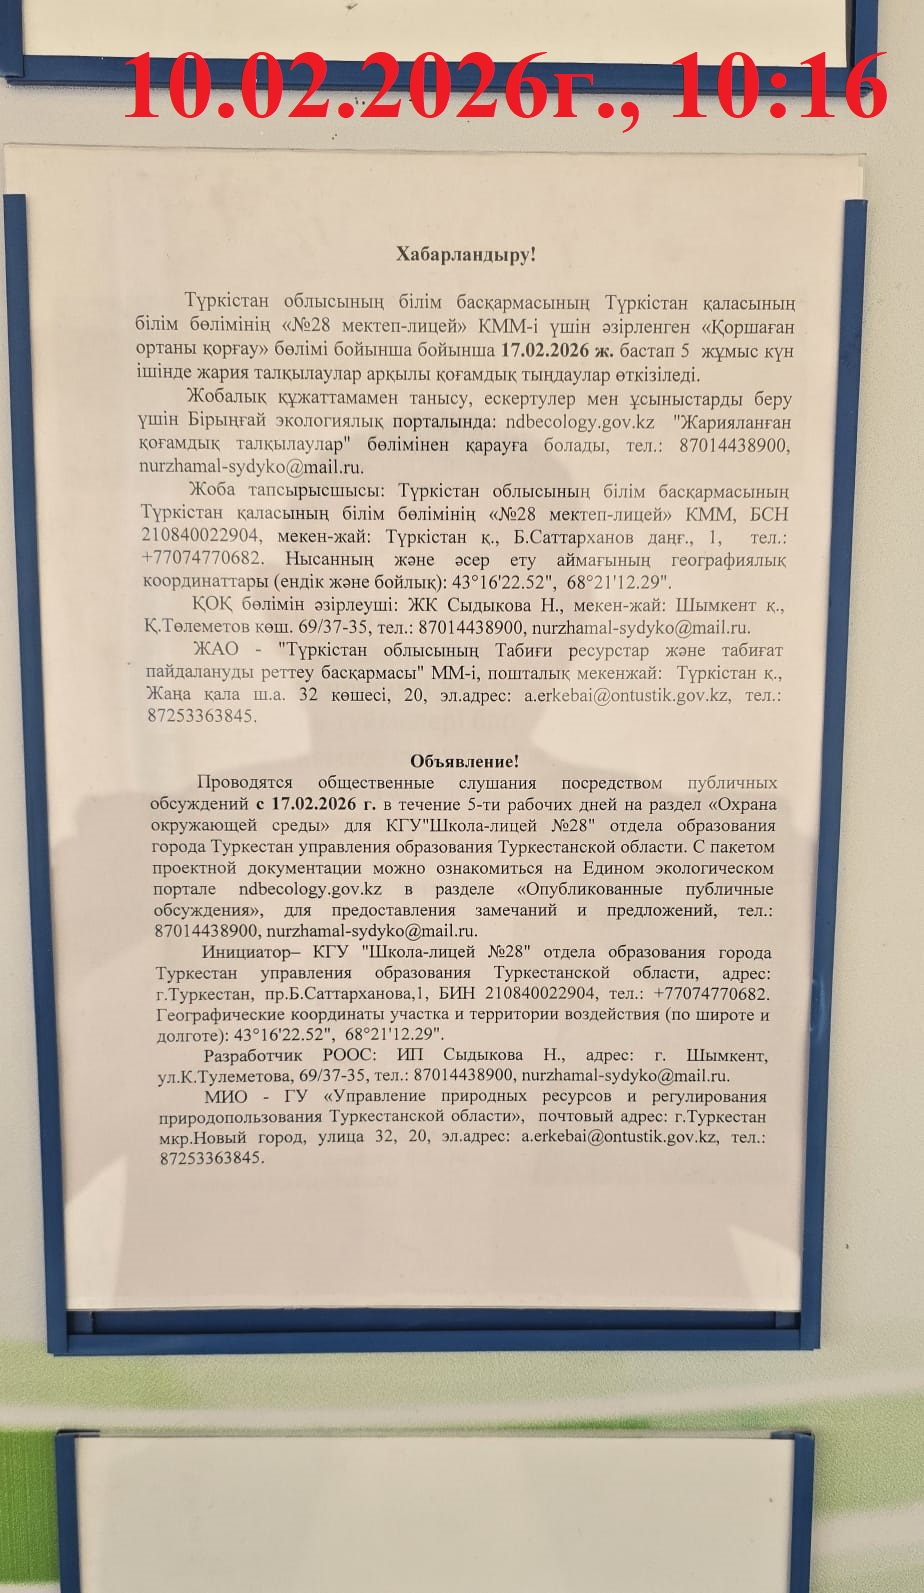 10.02.2026г., 10:16
Хабарландыру!
Түркістан облысының білім басқармасының Түркістан қаласының
білім бөлімінің «№28 мектеп-лицей» КММ-і үшін әзірленген «Қоршаған
ортаны қорғау» бөлімі бойынша бойынша 17.02.2026 ж. бастап 5 жұмыс күн
ішінде жария талқылаулар арқылы қоғамдық тыңдаулар өткізіледі.
Жобалық құжаттамамен танысу, ескертулер мен ұсыныстарды беру
үшін Бірыңғай экологиялық порталында: ndbecology.gov.kz "Жарияланған
қоғамдық талқылаулар" бөлімінен қарауға болады, тел.: 87014438900,
nurzhamal-sydyko@mail.ru.
Жоба тапсырысшысы: Түркістан облысының білім басқармасының
Түркістан қаласының білім бөлімінің «№28 мектеп-лицей» КММ, БСН
210840022904, мекен-жай: Түркістан қ., Б.Саттарханов даңғ., 1, тел.:
+77074770682. Нысанның және әсер ету аймағының географиялық
координаттары (ендік және бойлық): 43°16'22.52", 68°21'12.29".
ҚОҚ бөлімін әзірлеуші: ЖК Сыдыкова Н., мекен-жай: Шымкент қ.,
Қ.Төлеметов көш. 69/37-35, тел.: 87014438900, nurzhamal-sydyko@mail.ru.
ЖАО - "Түркістан облысының Табиғи ресурстар және табиғат
пайдалануды реттеу басқармасы" ММ-і, пошталық мекенжай: Түркістан қ.,
Жаңа қала ш.а. 32 көшесі, 20, эл.адрес: a.erkebai@ontustik.gov.kz, тел.:
87253363845.
Объявление!
Проводятся общественные слушания посредством публичных
обсуждений с 17.02.2026 г. в течение 5-ти рабочих дней на раздел «Охрана
окружающей среды» для КГУ"Школа-лицей №28" отдела образования
города Туркестан управления образования Туркестанской области. С пакетом
проектной документации можно ознакомиться на Едином экологическом
портале ndbecology.gov.kz в разделе «Опубликованные публичные
обсуждения», для предоставления замечаний и предложений, тел.:
87014438900, nurzhamal-sydyko@mail.ru.
Инициатор– КГУ "Школа-лицей №28" отдела образования города
Туркестан управления образования Туркестанской области, адрес:
г.Туркестан, пр.Б.Саттарханова,1, БИН 210840022904, тел.: +77074770682.
Географические координаты участка и территории воздействия (по широте и
долготе): 43°16'22.52", 68°21'12.29".
Разработчик РООС: ИП Сыдыкова Н., адрес: г. Шымкент,
ул.К.Тулеметова, 69/37-35, тел.: 87014438900, nurzhamal-sydyko@mail.ru.
МИО - ГУ «Управление природных ресурсов и регулирования
природопользования Туркестанской области», почтовый адрес: г.Туркестан
мкр.Новый город, улица 32, 20, эл.адрес: a.erkebai@ontustik.gov.kz, тел.:
87253363845.